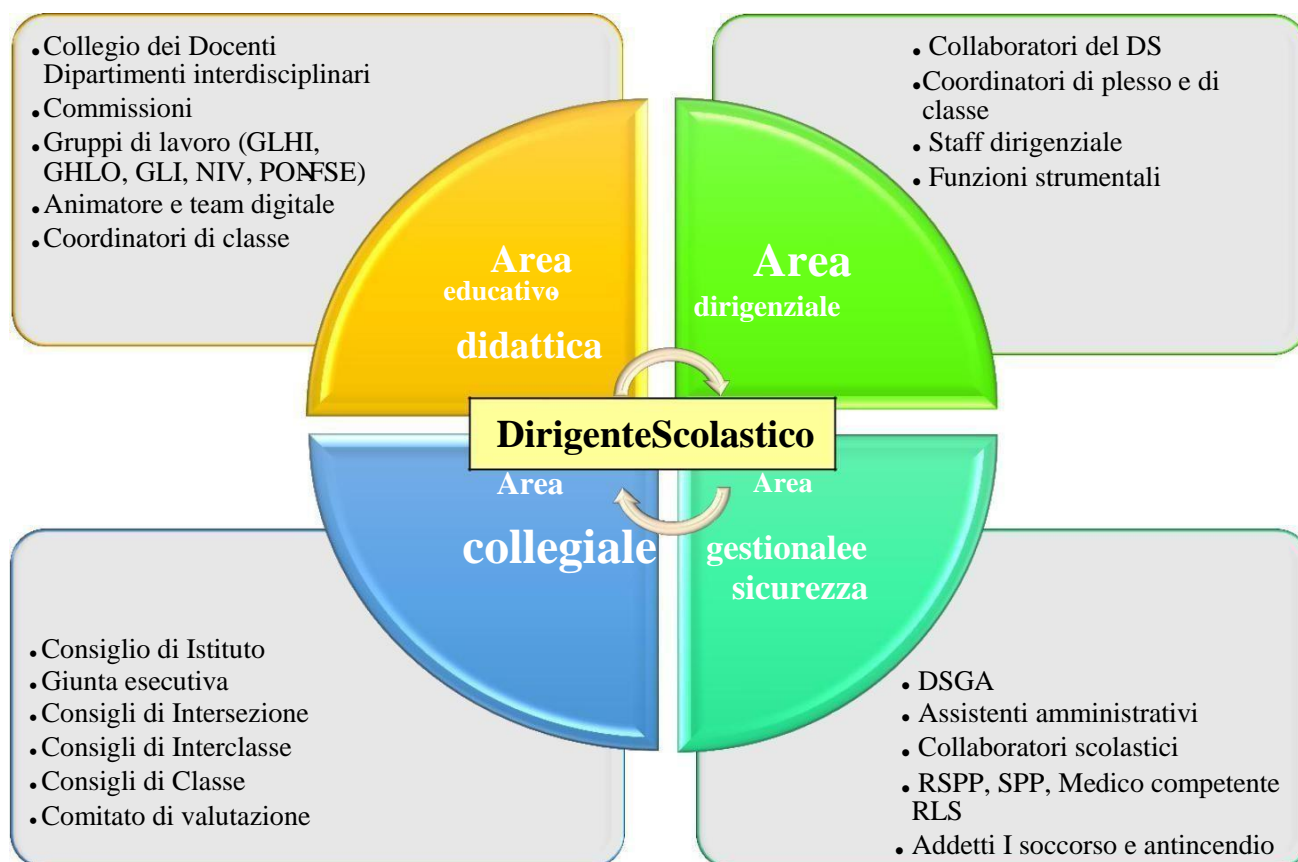 • Collegio dei Docenti
Dipartimenti interdisciplinari
• Commissioni
• Gruppi di lavoro (GLHI,
GHLO, GLI, NIV, PON-FSE)
• Animatore e team digitale
• Coordinatori di classe
• Collaboratori del DS
• Coordinatori di plesso e di
classe
• Staff dirigenziale
• Funzioni strumentali
Area
educativo-
didattica
Area
dirigenziale
DirigenteScolastico
Area
collegiale
Area
gestionalee
sicurezza
• Consiglio di Istituto
• Giunta esecutiva
• Consigli di Intersezione
• Consigli di Interclasse
• Consigli di Classe
• Comitato di valutazione
• DSGA
• Assistenti amministrativi
• Collaboratori scolastici
• RSPP, SPP, Medico competente
RLS
• Addetti I soccorso e antincendio